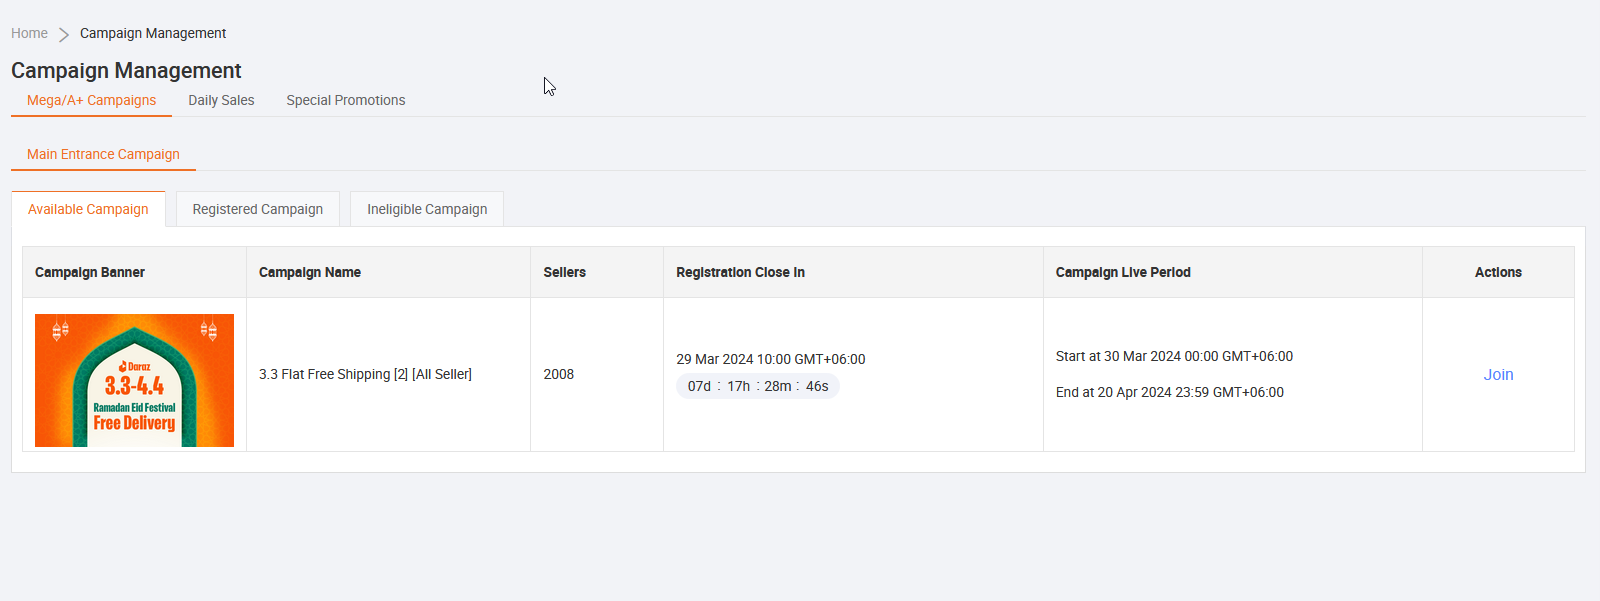 Home > Campaign Management
Campaign Management
Mega/A+ Campaigns Daily Sales Special Promotions
Main Entrance Campaign
Available Campaign Registered Campaign Ineligible Campaign
Campaign Banner Campaign Name Sellers Registration Close In Campaign Live Period Actions
Daraz
3.3-4.4
Ramadan Eid Festival
Free Delivery
3.3 Flat Free Shipping [2] [All Seller]
2008
29 Mar 2024 10:00 GMT+06:00
07d : 17h : 28m : 46s
Start at 30 Mar 2024 00:00 GMT+06:00
End at 20 Apr 2024 23:59 GMT+06:00
Join